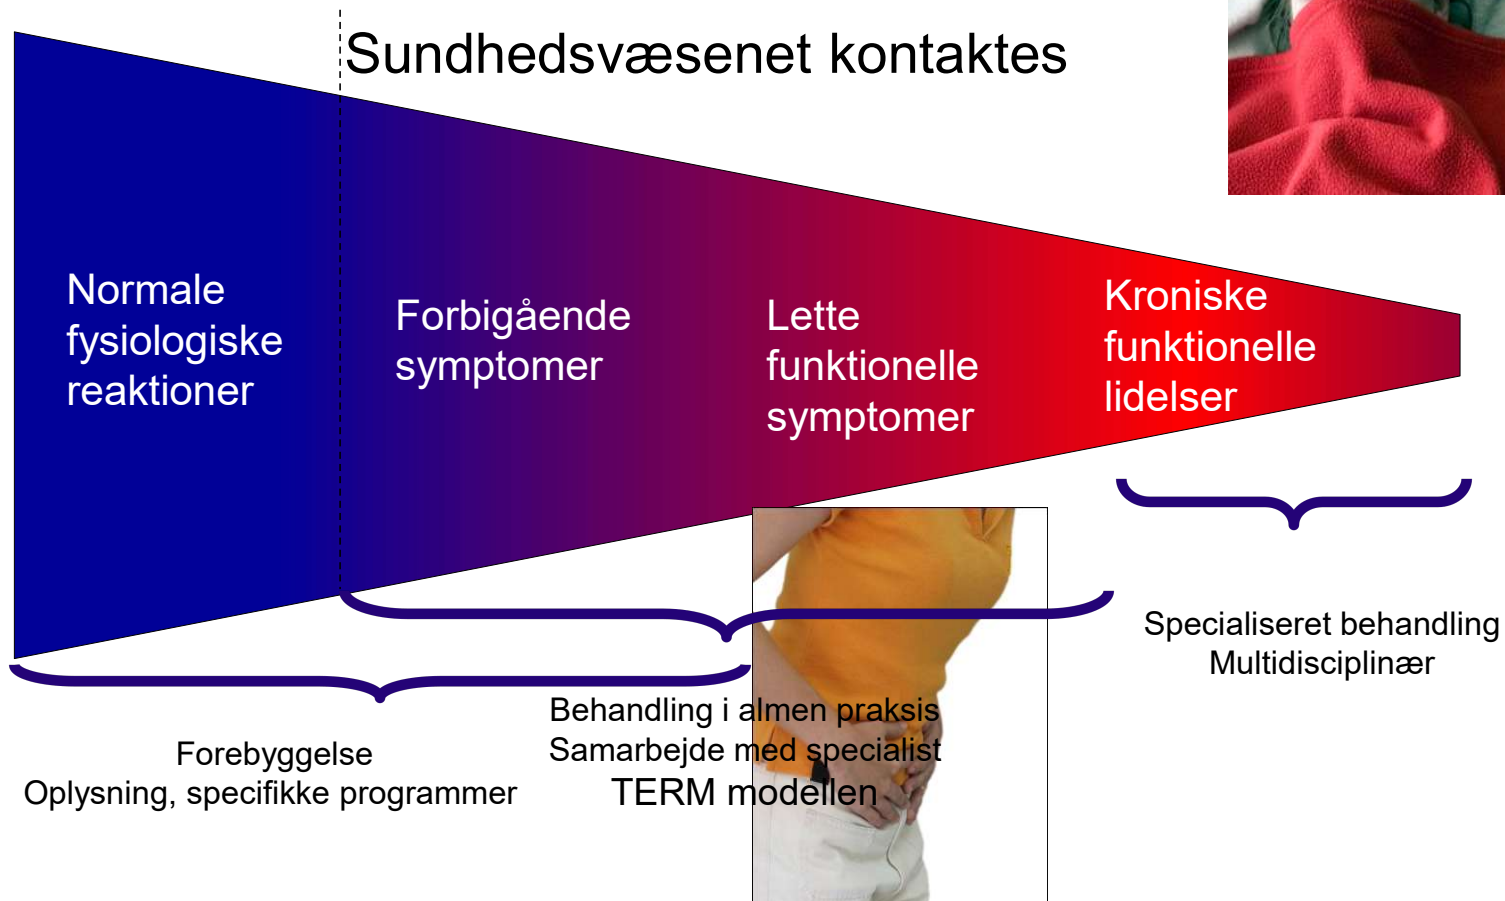 Sundhedsvæsenet kontaktes
Normale
fysiologiske
reaktioner
Forbigående
symptomer
Lette
funktionelle
symptomer
Kroniske
funktionelle
lidelser
Specialiseret behandling
Multidisciplinær
Behandling i almen praksis
Samarbejde med specialist
TERM modellen
Forebyggelse
Oplysning, specifikke programmer